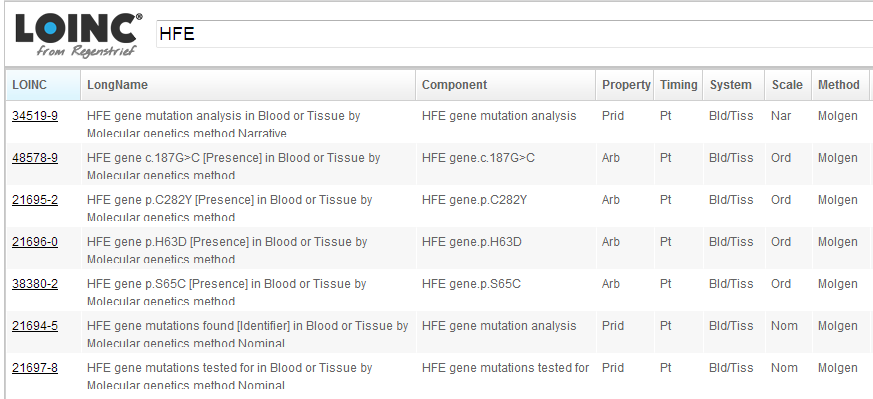 LOINC®
from Regenstrief
HFE
LOINC LongName Component Property Timing System Scale Method
34519-9 HFE gene mutation analysis in Blood or Tissue by HFE gene mutation analysis Prid Pt Bld/Tiss Nar Molgen
Molecular genetics method Narrative
48578-9 HFE gene c.187G>C [Presence] in Blood or Tissue by HFE gene.c.187G>C Arb Pt Bld/Tiss Ord Molgen
Molecular genetics method
21695-2 HFE gene p.C282Y [Presence] in Blood or Tissue by HFE gene.p.C282Y Arb Pt Bld/Tiss Ord Molgen
Molecular genetics method
21696-0 HFE gene p.H63D [Presence] in Blood or Tissue by HFE gene.p.H63D Arb Pt Bld/Tiss Ord Molgen
Molecular genetics method
38380-2 HFE gene p.S65C [Presence] in Blood or Tissue by HFE gene.p.S65C Arb Pt Bld/Tiss Ord Molgen
Molecular genetics method
21694-5 HFE gene mutations found [Identifier] in Blood or Tissue by HFE gene mutation analysis Prid Pt Bld/Tiss Nom Molgen
Molecular genetics method Nominal
21697-8 HFE gene mutations tested for in Blood or Tissue by HFE gene mutations tested for Prid Pt Bld/Tiss Nom Molgen
Molecular genetics method Nominal